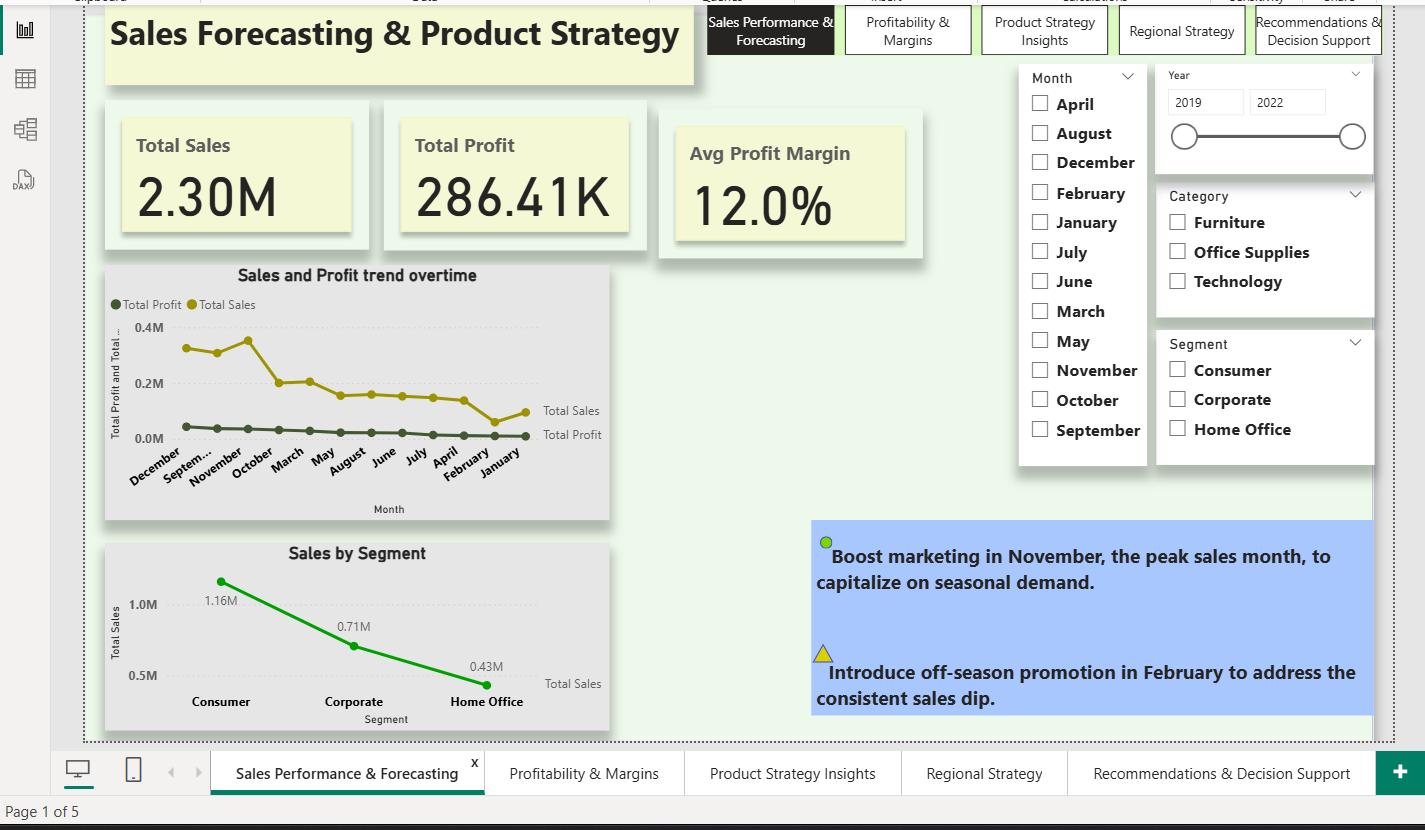 Sales Forecasting & Product Strategy
Sales Performance &
Forecasting
Profitability &
Margins
Product Strategy
Insights
Regional Strategy
Recommendations &
Decision Support
Total Sales
2.30M
Total Profit
286.41K
Avg Profit Margin
12.0%
Month
April
August
December
February
January
July
June
March
May
November
October
September
Year
2019
2022
Category
Furniture
Office Supplies
Technology
Segment
Consumer
Corporate
Home Office
DAX
Sales and Profit trend overtime
Total Profit
Total Sales
Total Profit and Total ...
0.4M
0.2M
0.0M
Total Sales
Total Profit
December
Septem...
November
October
March
May
August
June
July
April
February
January
Month
Sales by Segment
Total Sales
1.0M
0.5M
1.16M
0.71M
0.43M
Total Sales
Consumer
Corporate
Home Office
Segment
Boost marketing in November, the peak sales month, to
capitalize on seasonal demand.
Introduce off-season promotion in February to address the
consistent sales dip.
Sales Performance & Forecasting
x
Profitability & Margins
Product Strategy Insights
Regional Strategy
Recommendations & Decision Support
+
Page 1 of 5